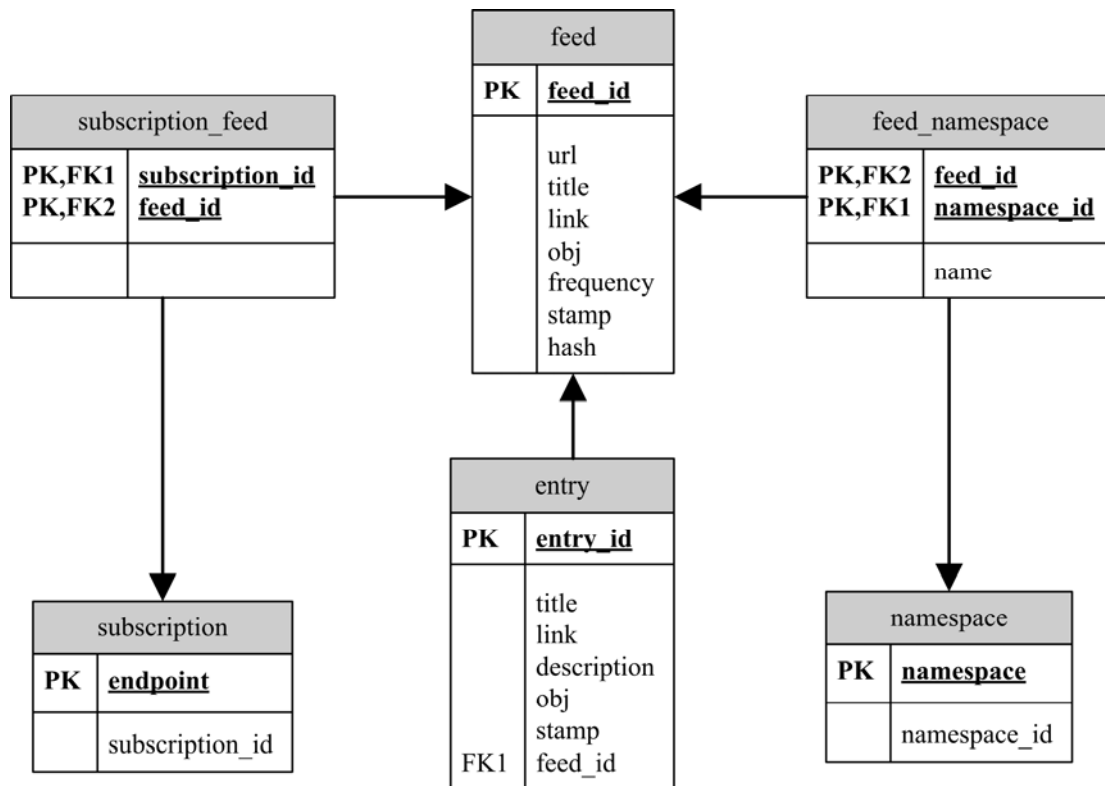 feed
PK feed_id
url
title
link
obj
frequency
stamp
hash
subscription_feed
PK,FK1 subscription_id
PK,FK2 feed_id
feed_namespace
PK,FK2 feed_id
PK,FK1 namespace_id
name
entry
PK entry_id
title
link
description
obj
stamp
FK1 feed_id
subscription
PK endpoint
subscription_id
namespace
PK namespace
namespace_id